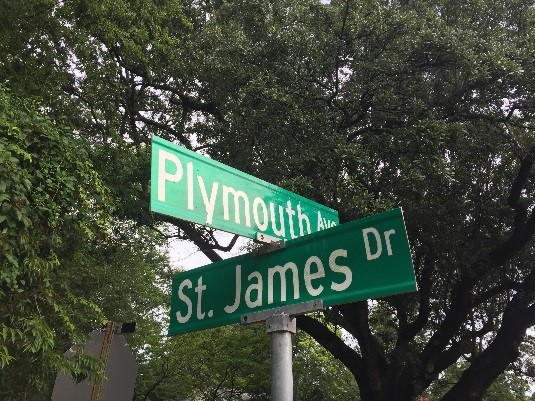 Plymouth Ave
St. James Dr